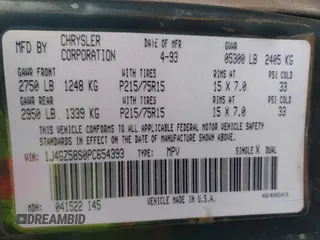 MFD BY CHRYSLER CORPORATION DATE OF MFR 4-93 GVWR 05300 LB 2405 KG
GAWR FRONT WITH TIRES RIMS AT PSI COLD
2750 LB 1248 KG P215/75R15 15 X 7.0 33
GAWR REAR WITH TIRES RIMS AT PSI COLD
2950 LB 1339 KG P215/75R15 15 X 7.0 33
THIS VEHICLE CONFORMS TO ALL APPLICABLE FEDERAL MOTOR VEHICLE SAFETY
STANDARDS IN EFFECT ON THE DATE OF MANUFACTURE SHOWN ABOVE.
VIN: 1J4GZ58S0PC654393 TYPE: MPV SINGLE X DUAL
MDH: 041522 145
VEHICLE MADE IN U.S.A.
DREAMBID